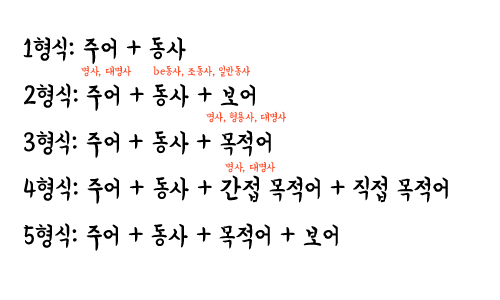 1형식: 주어 + 동사
명사, 대명사 be동사, 조동사, 일반동사
2형식: 주어 + 동사 + 보어
명사, 형용사, 대명사
3형식: 주어 + 동사 + 목적어
명사, 대명사
4형식: 주어 + 동사 + 간접 목적어 + 직접 목적어
5형식: 주어 + 동사 + 목적어 + 보어